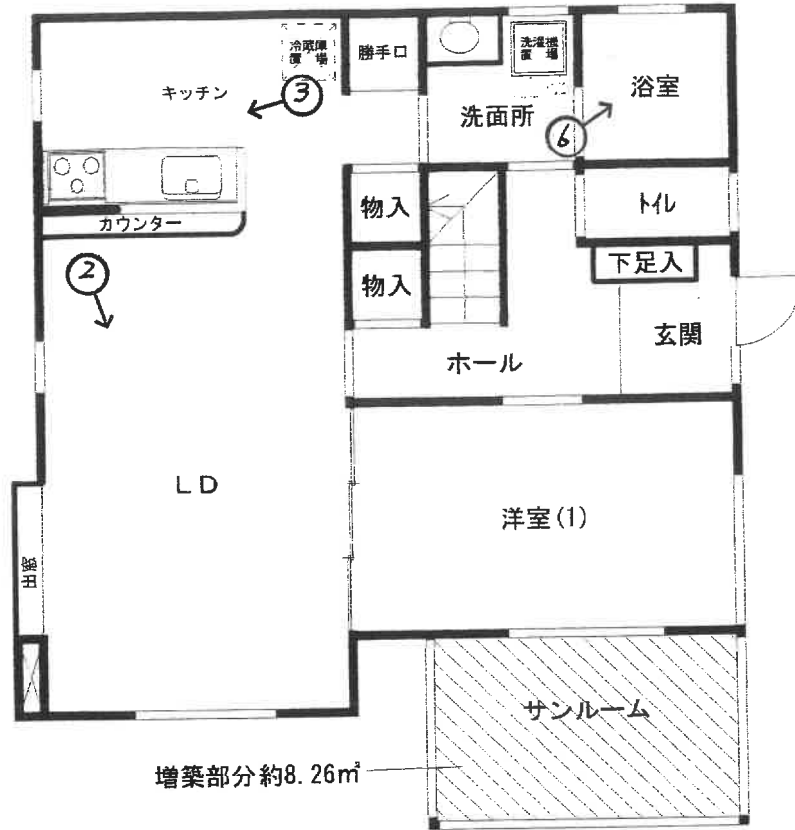 冷蔵庫
置場
勝手口
洗濯機
置場
キッチン
③
洗面所
浴室
⑥
物入
トイレ
カウンター
②
物入
下足入
玄関
ホール
LD
洋室(1)
出窓
サンルーム
増築部分約8.26㎡